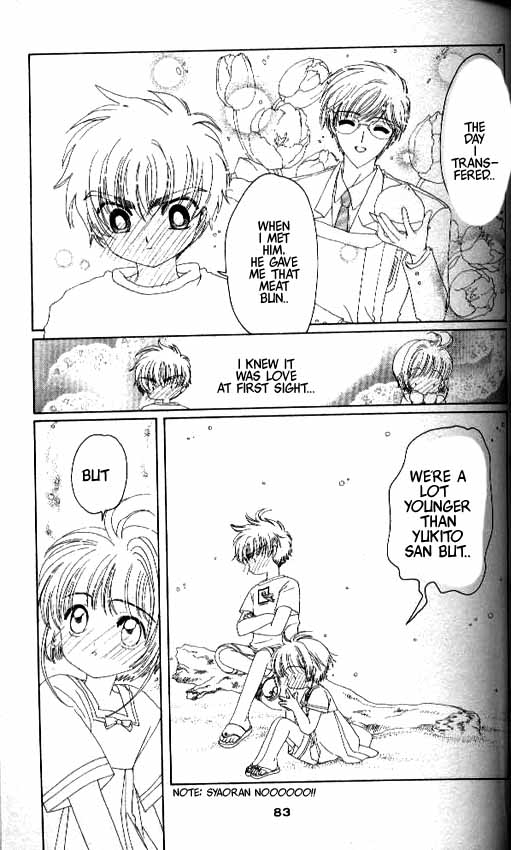 THE
DAY
I
TRANS-
FERED..
WHEN
I MET
HIM,
HE GAVE
ME THAT
MEAT
BUN..
I KNEW IT
WAS LOVE
AT FIRST SIGHT...
BUT
WERE A
LOT
YOUNGER
THAN
YUKITO
SAN BUT..
NOTE: SYAORAN NOOOOOO!!
83